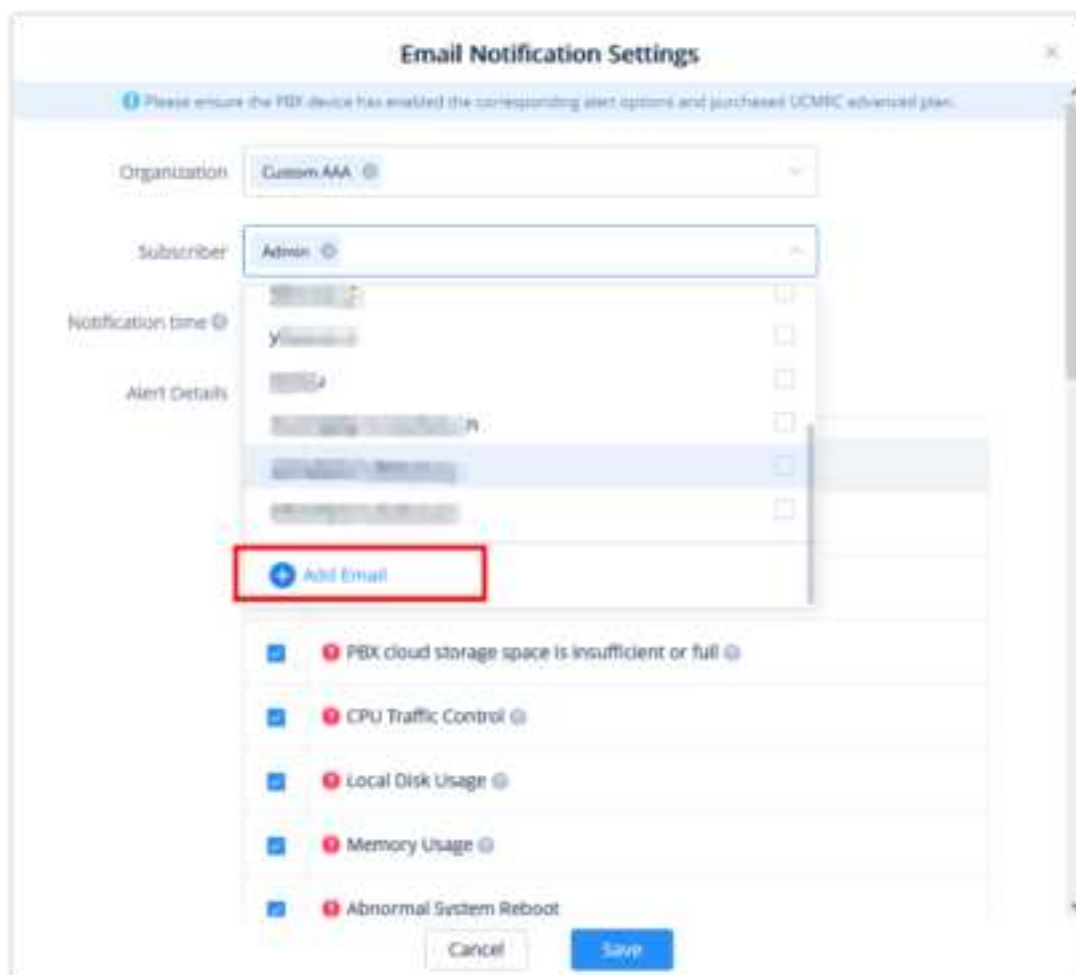 Email Notification Settings
Please ensure the PBX device has enabled the corresponding alert options and purchased UCMRC advanced plan.
Organization Custom AAA
Subscriber Admin
Notification time
Alert Details
Add Email
PBX cloud storage space is insufficient or full
CPU Traffic Control
Local Disk Usage
Memory Usage
Abnormal System Reboot
Cancel Save